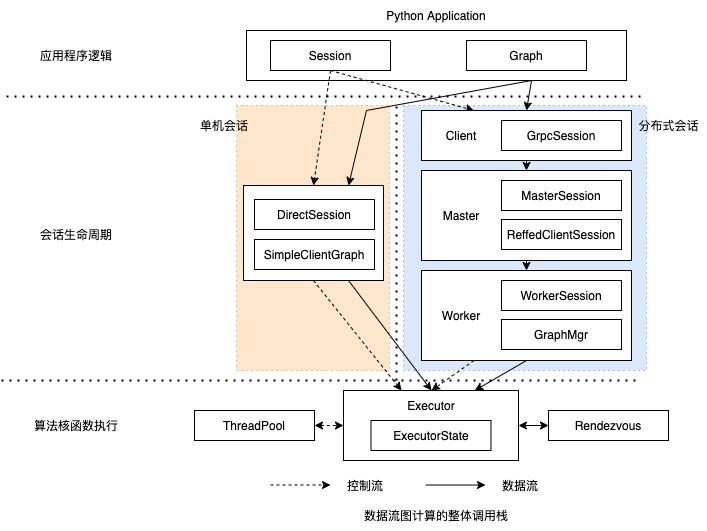 Python Application
应用程序逻辑
Session
Graph
单机会话
分布式会话
Client
GrpcSession
会话生命周期
DirectSession
SimpleClientGraph
Master
MasterSession
ReffedClientSession
Worker
WorkerSession
GraphMgr
算法核函数执行
ThreadPool
Executor
ExecutorState
Rendezvous
控制流
数据流
数据流图计算的整体调用栈